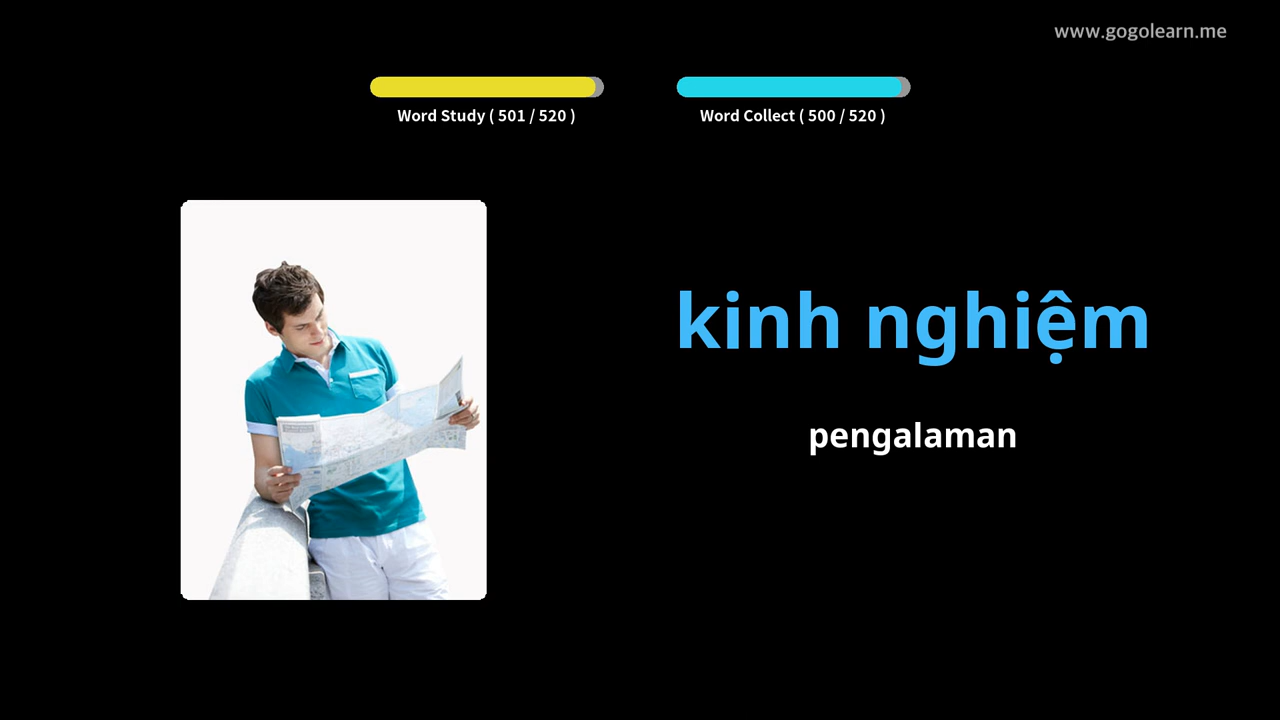 www.gogolearn.me
Word Study ( 501 / 520 )
Word Collect ( 500 / 520 )
kinh nghiệm
pengalaman